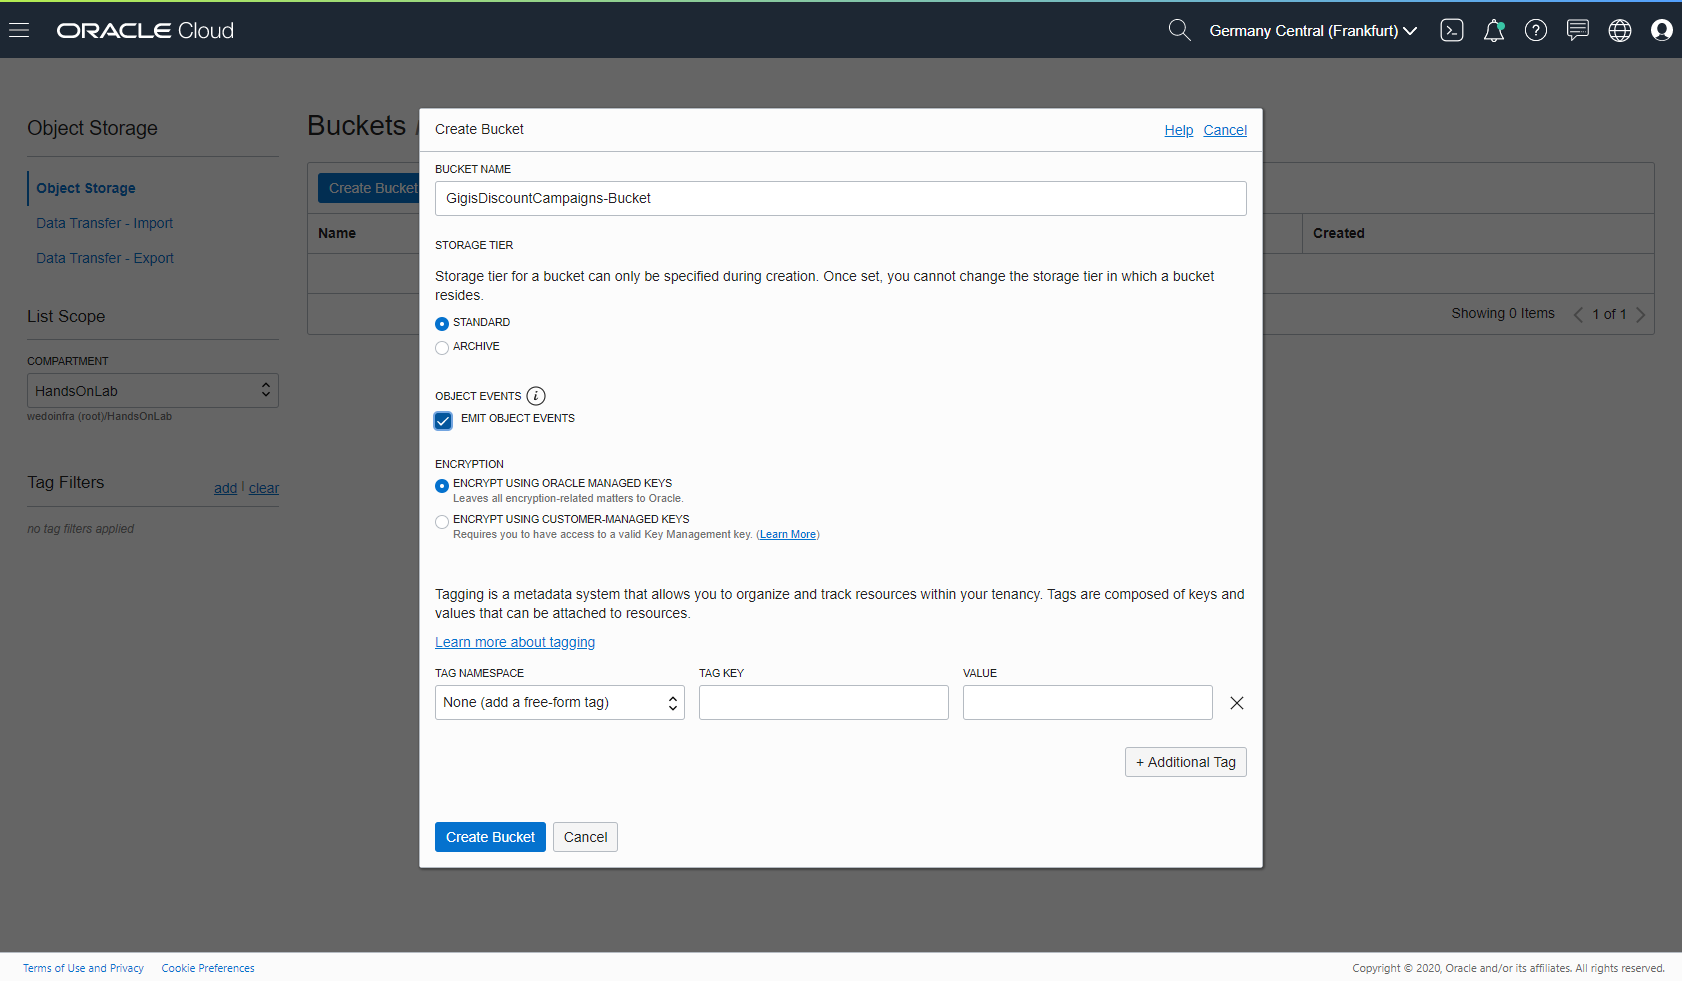 ORACLE Cloud
Germany Central (Frankfurt)
Object Storage
Object Storage
Data Transfer - Import
Data Transfer - Export
List Scope
COMPARTMENT
HandsOnLab
wedoinfra (root)/HandsOnLab
Tag Filters
add | clear
no tag filters applied
Buckets
Create Bucket
Name
Created
Showing 0 Items
1 of 1
Create Bucket
Help Cancel
BUCKET NAME
GigisDiscountCampaigns-Bucket
STORAGE TIER
Storage tier for a bucket can only be specified during creation. Once set, you cannot change the storage tier in which a bucket
resides.
STANDARD
ARCHIVE
OBJECT EVENTS i
EMIT OBJECT EVENTS
ENCRYPTION
ENCRYPT USING ORACLE MANAGED KEYS
Leaves all encryption-related matters to Oracle.
ENCRYPT USING CUSTOMER-MANAGED KEYS
Requires you to have access to a valid Key Management key. (Learn More)
Tagging is a metadata system that allows you to organize and track resources within your tenancy. Tags are composed of keys and
values that can be attached to resources.
Learn more about tagging
TAG NAMESPACE
TAG KEY
VALUE
None (add a free-form tag)
+ Additional Tag
Create Bucket
Cancel
Terms of Use and Privacy
Cookie Preferences
Copyright © 2020, Oracle and/or its affiliates. All rights reserved.